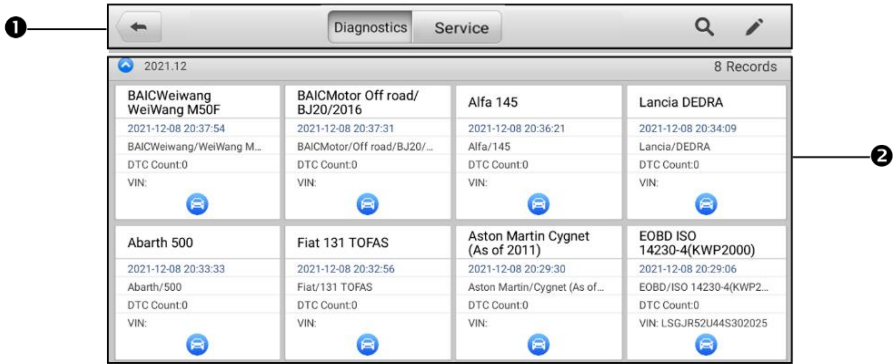 ❶
Diagnostics Service
2021.12 8 Records
BAICWeiwang
WeiWang M50F
2021-12-08 20:37:54
BAICWeiwang/WeiWang M...
DTC Count:0
VIN:
BAICMotor Off road/
BJ20/2016
2021-12-08 20:37:31
BAICMotor/Off road/BJ20/...
DTC Count:0
VIN:
Alfa 145
2021-12-08 20:36:21
Alfa/145
DTC Count:0
VIN:
Lancia DEDRA
2021-12-08 20:34:09
Lancia/DEDRA
DTC Count:0
VIN:
❷
Abarth 500
2021-12-08 20:33:33
Abarth/500
DTC Count:0
VIN:
Fiat 131 TOFAS
2021-12-08 20:32:56
Fiat/131 TOFAS
DTC Count:0
VIN:
Aston Martin Cygnet
(As of 2011)
2021-12-08 20:29:30
Aston Martin/Cygnet (As of...
DTC Count:0
VIN:
EOBD ISO
14230-4(KWP2000)
2021-12-08 20:29:06
EOBD/ISO 14230-4(KWP2...
DTC Count:0
VIN: LSGJR52U44S302025